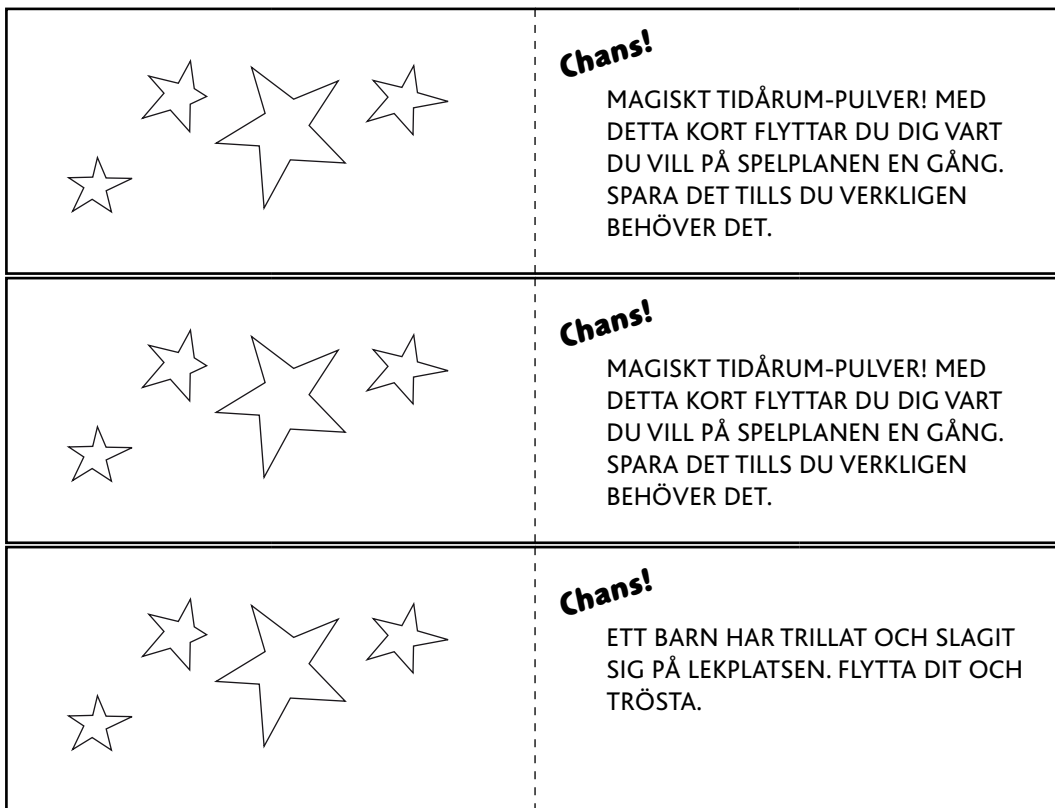 Chans!
MAGISKT TIDÅRUM-PULVER! MED
DETTA KORT FLYTTAR DU DIG VART
DU VILL PÅ SPELPLANEN EN GÅNG.
SPARA DET TILLS DU VERKLIGEN
BEHÖVER DET.
Chans!
MAGISKT TIDÅRUM-PULVER! MED
DETTA KORT FLYTTAR DU DIG VART
DU VILL PÅ SPELPLANEN EN GÅNG.
SPARA DET TILLS DU VERKLIGEN
BEHÖVER DET.
Chans!
ETT BARN HAR TRILLAT OCH SLAGIT
SIG PÅ LEKPLATSEN. FLYTTA DIT OCH
TRÖSTA.